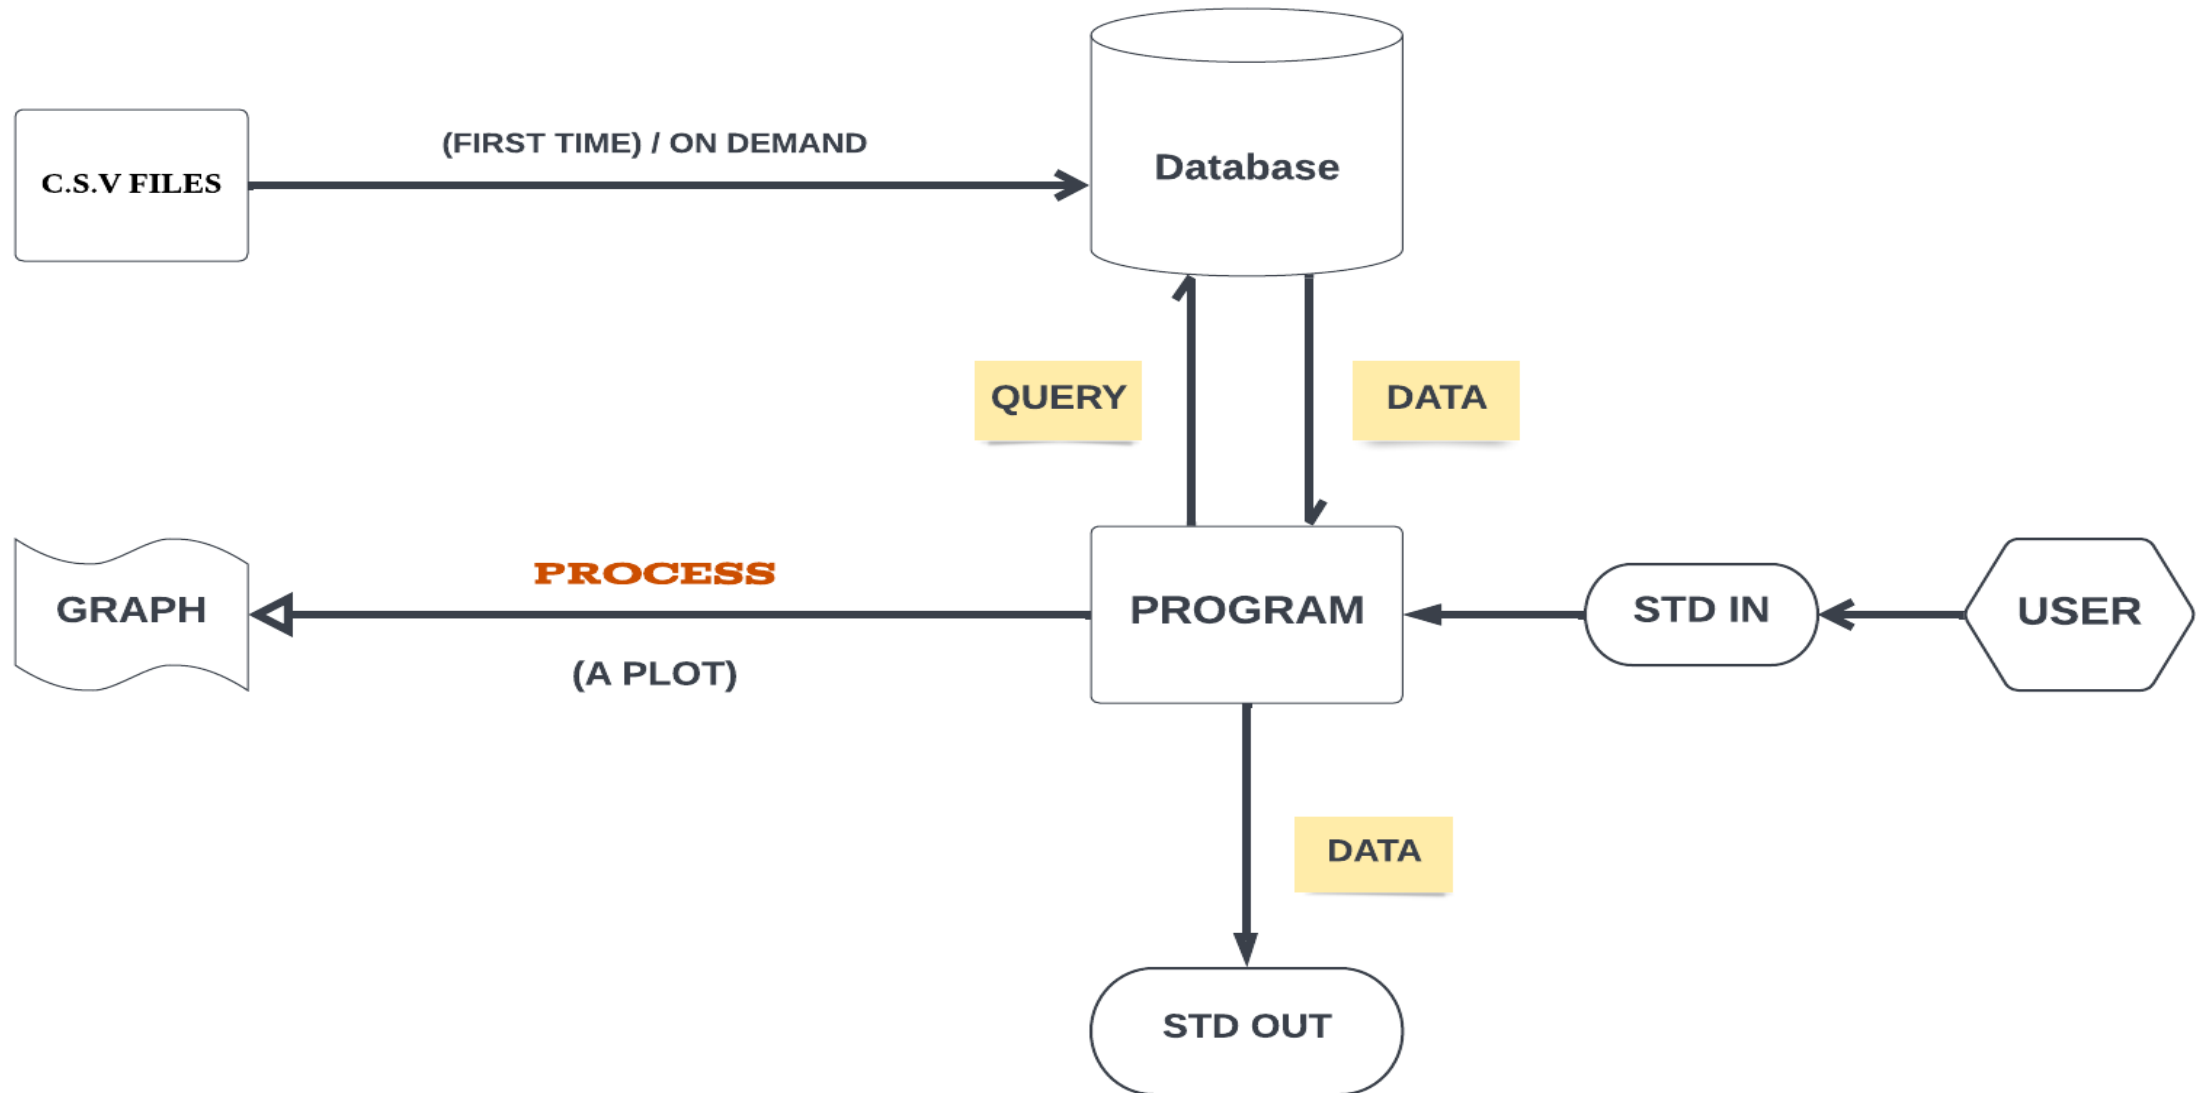 (FIRST TIME) / ON DEMAND
Database
C.S.V FILES
QUERY
DATA
PROCESS
GRAPH
PROGRAM
STD IN
USER
(A PLOT)
DATA
STD OUT